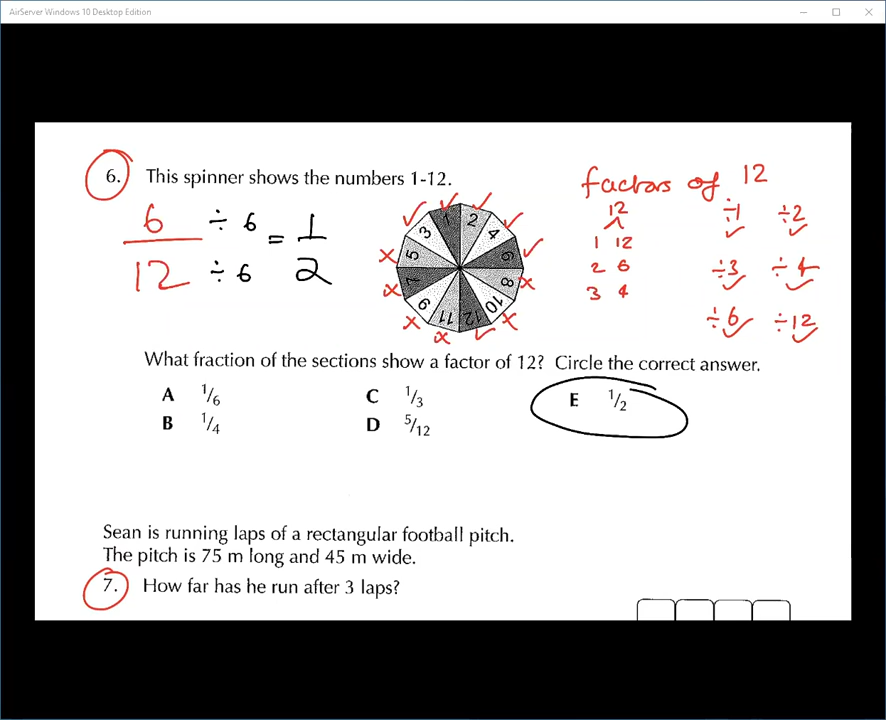 AirServer Windows 10 Desktop Edition
6. This spinner shows the numbers 1-12.
6 ÷ 6 = 1
12 ÷ 6 2
1 2 4 6 8 10 12 11 9 7 5 3
factors of 12
12
1 12
2 6
3 4
÷1 ÷2
÷3 ÷4
÷6 ÷12
What fraction of the sections show a factor of 12? Circle the correct answer.
A 1/6 C 1/3 E 1/2
B 1/4 D 5/12
Sean is running laps of a rectangular football pitch.
The pitch is 75 m long and 45 m wide.
7. How far has he run after 3 laps?